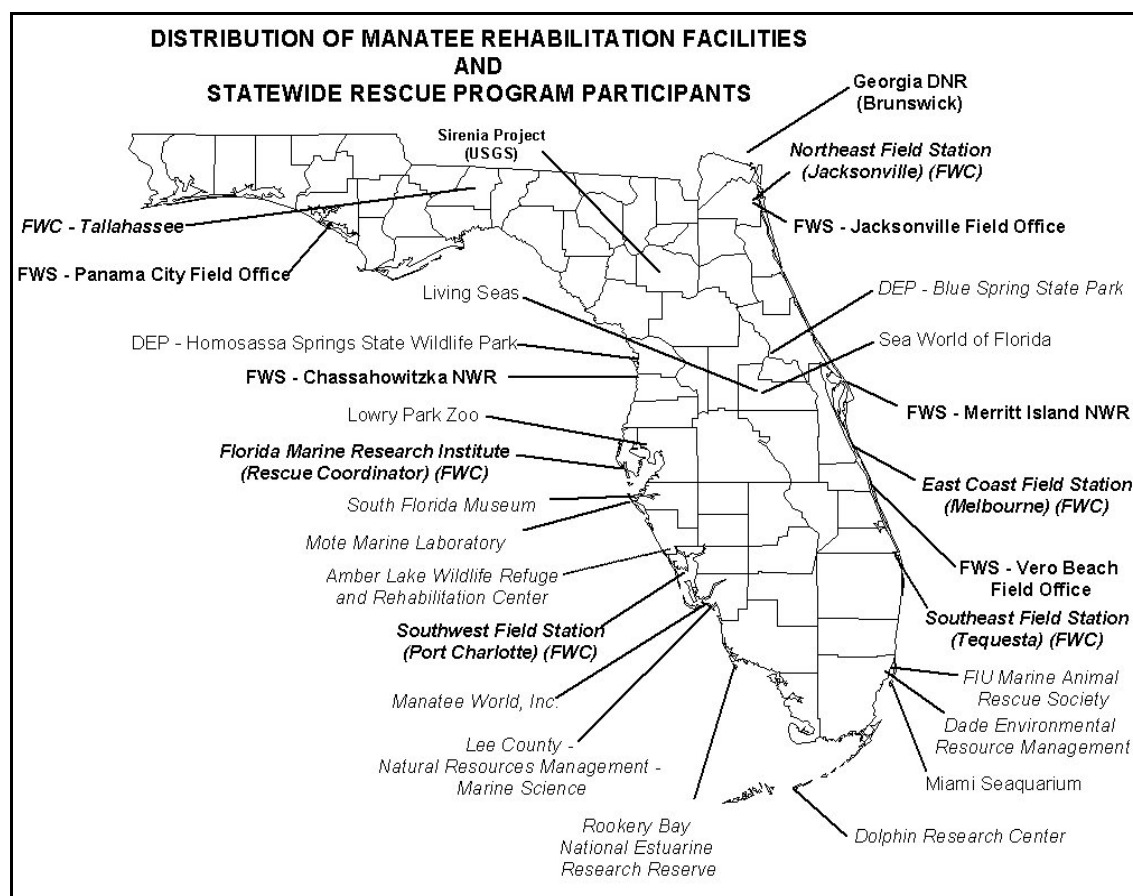 DISTRIBUTION OF MANATEE REHABILITATION FACILITIES
AND
STATEWIDE RESCUE PROGRAM PARTICIPANTS
Georgia DNR
(Brunswick)
Sirenia Project
(USGS)
Northeast Field Station
(Jacksonville) (FWC)
FWC - Tallahassee
FWS - Jacksonville Field Office
FWS - Panama City Field Office
Living Seas
DEP - Blue Spring State Park
DEP - Homosassa Springs State Wildlife Park
Sea World of Florida
FWS - Chassahowitzka NWR
FWS - Merritt Island NWR
Lowry Park Zoo
Florida Marine Research Institute
(Rescue Coordinator) (FWC)
East Coast Field Station
(Melbourne) (FWC)
South Florida Museum
Mote Marine Laboratory
FWS - Vero Beach
Field Office
Amber Lake Wildlife Refuge
and Rehabilitation Center
Southeast Field Station
(Tequesta) (FWC)
Southwest Field Station
(Port Charlotte) (FWC)
FIU Marine Animal
Rescue Society
Manatee World, Inc.
Dade Environmental
Resource Management
Lee County -
Natural Resources Management -
Marine Science
Miami Seaquarium
Rookery Bay
National Estuarine
Research Reserve
Dolphin Research Center